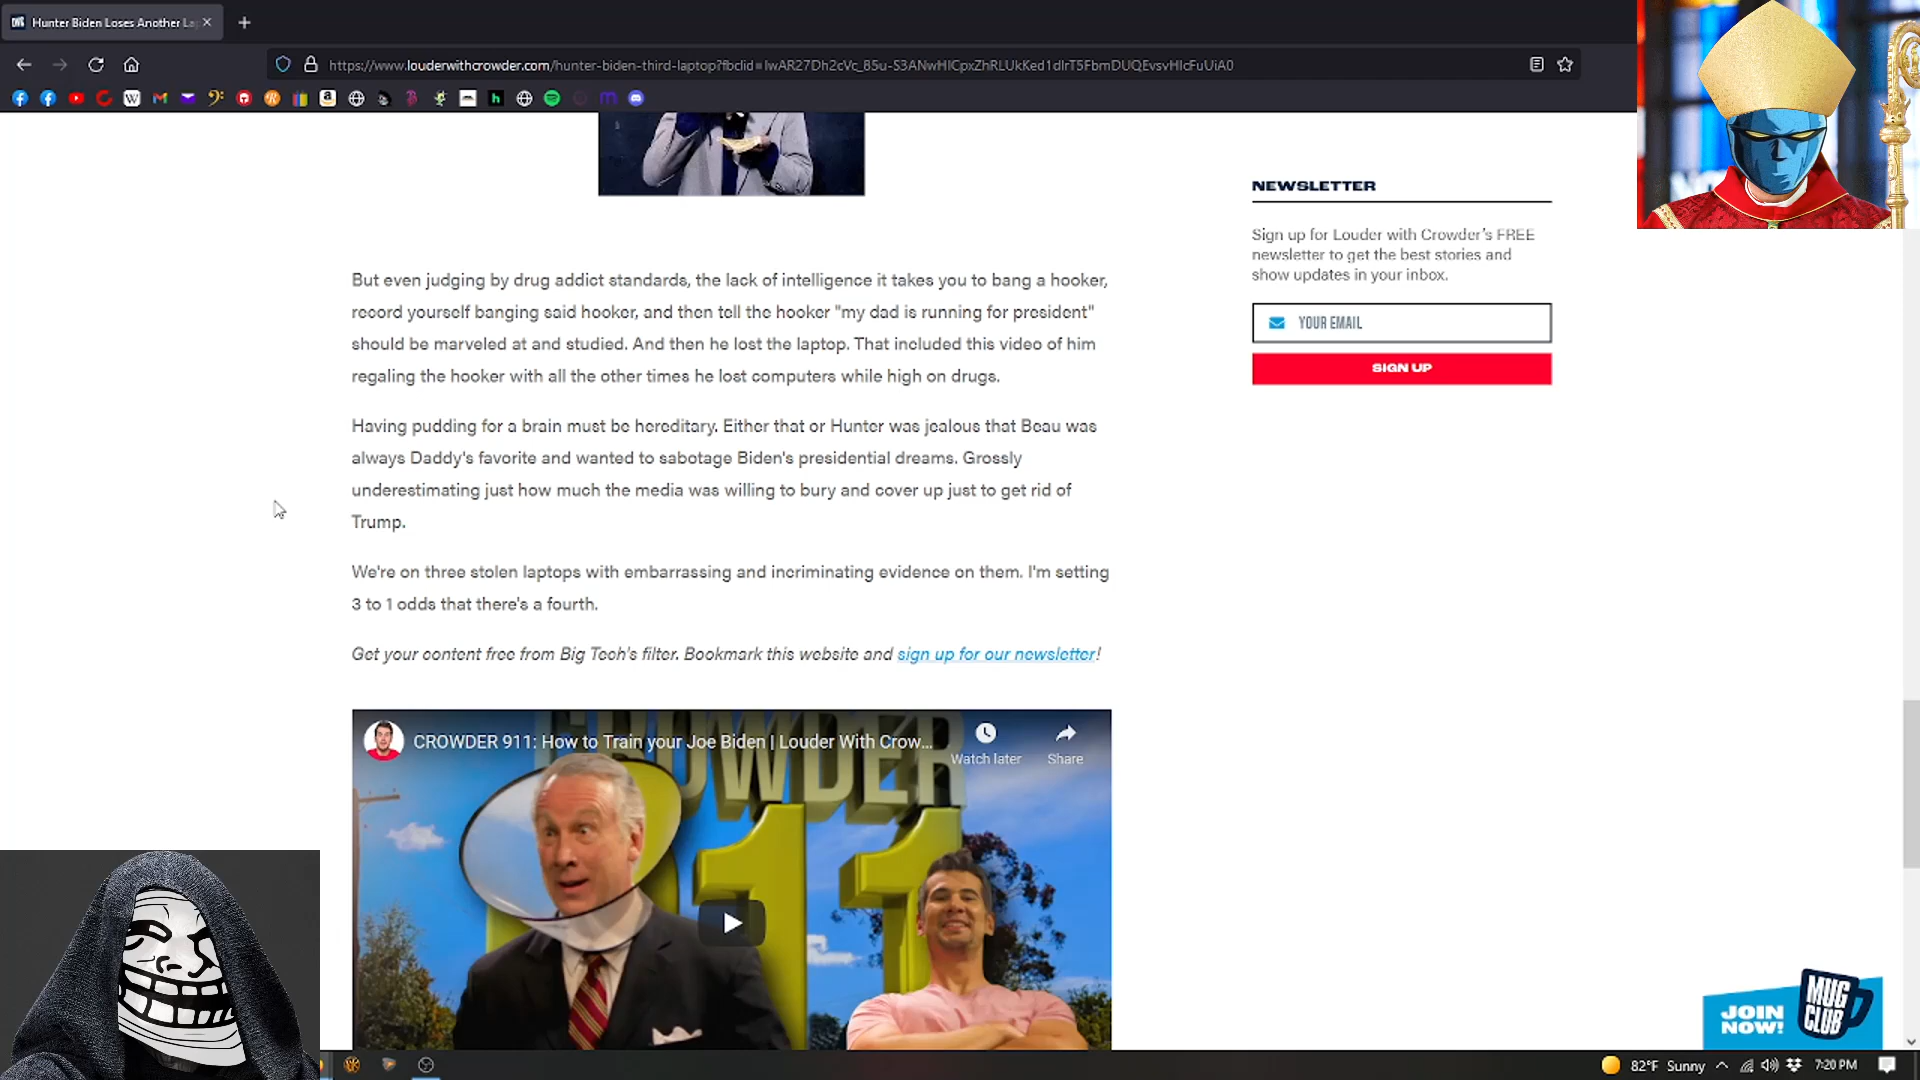 Hunter Biden Loses Another La
https://www.louderwithcrowder.com/hunter-biden-third-laptop?fbclid=IwAR27Dh2cVc_85u-S3ANwHICpxZhRLUkKed1dIrT5FbmDUQEvsvHIcFuUiA0
But even judging by drug addict standards, the lack of intelligence it takes you to bang a hooker,
record yourself banging said hooker, and then tell the hooker "my dad is running for president"
should be marveled at and studied. And then he lost the laptop. That included this video of him
regaling the hooker with all the other times he lost computers while high on drugs.
Having pudding for a brain must be hereditary. Either that or Hunter was jealous that Beau was
always Daddy's favorite and wanted to sabotage Biden's presidential dreams. Grossly
underestimating just how much the media was willing to bury and cover up just to get rid of
Trump.
We're on three stolen laptops with embarrassing and incriminating evidence on them. I'm setting
3 to 1 odds that there's a fourth.
Get your content free from Big Tech's filter. Bookmark this website and sign up for our newsletter!
CROWDER 911: How to Train your Joe Biden | Louder With Crow...
Watch later
Share
CROWDER
911
NEWSLETTER
Sign up for Louder with Crowder's FREE
newsletter to get the best stories and
show updates in your inbox.
YOUR EMAIL
SIGN UP
JOIN
NOW!
MUG
CLUB
82°F Sunny
7:20 PM